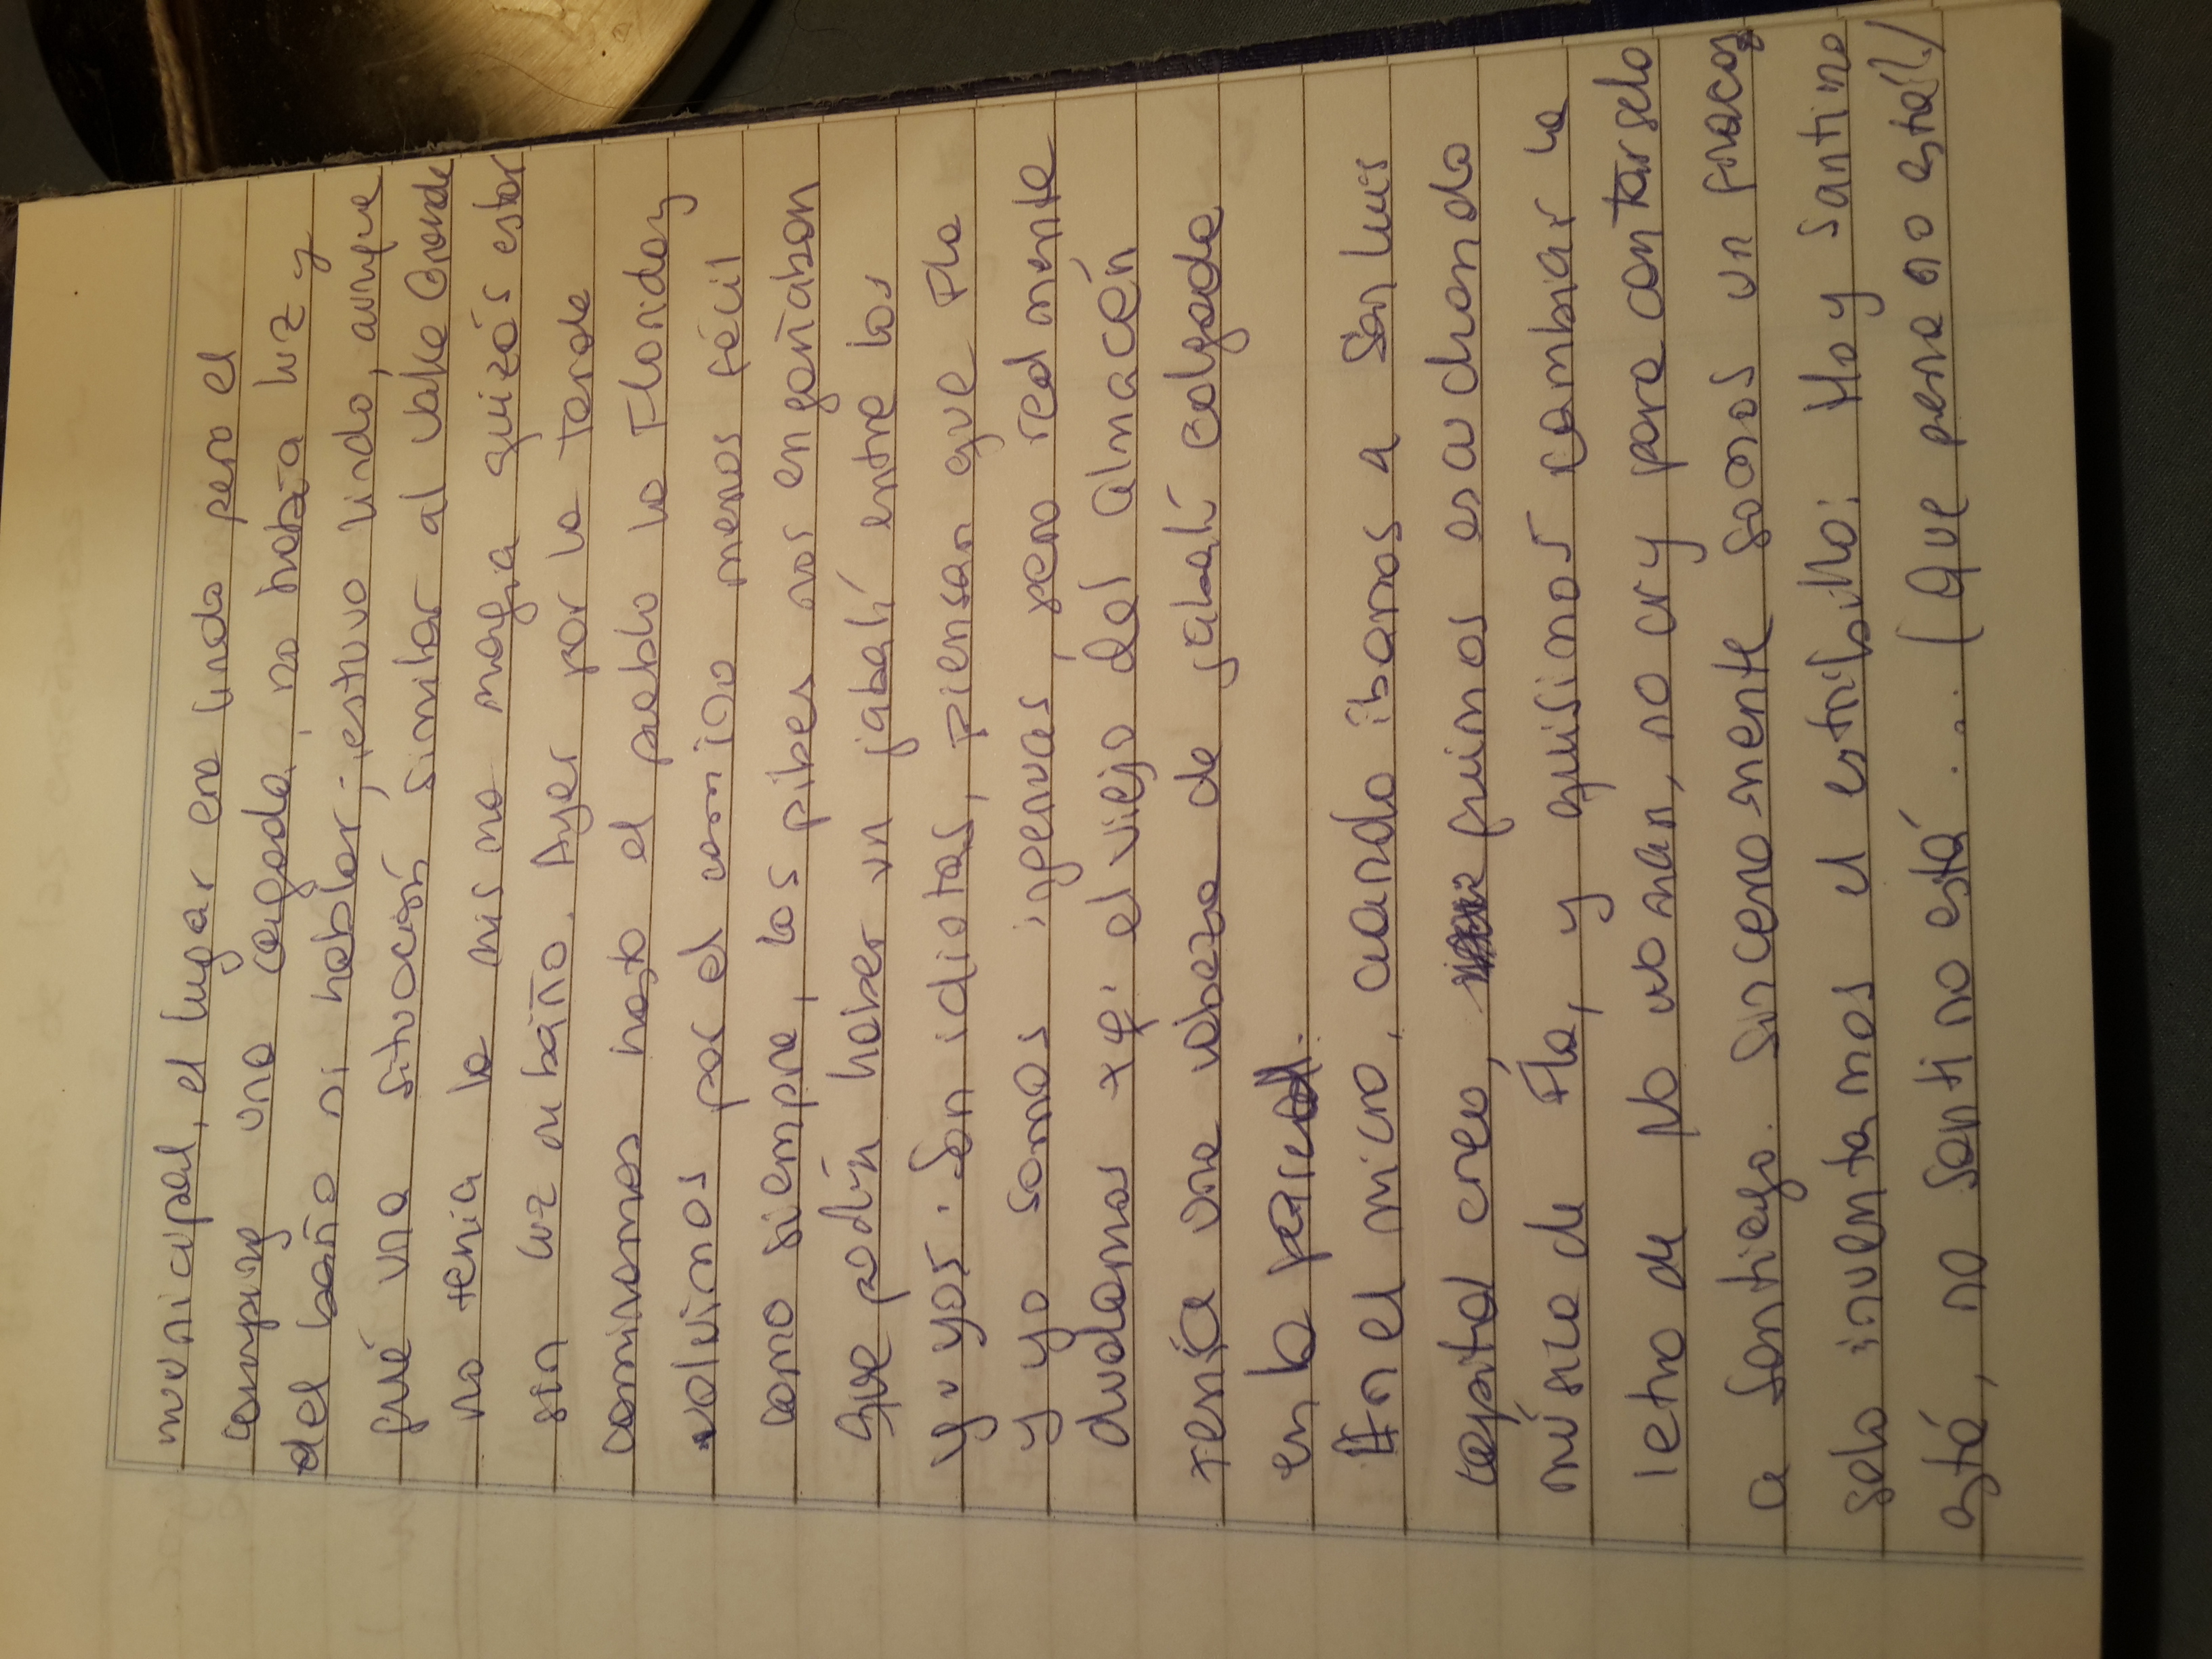 municipal, el lugar era lindo pero el
camping una cagada, no había luz y
del baño ni hablar; estuvo lindo, aunque
fué una situación similar al Valle Grande
no tenía la misma magia quizás estar
sin luz ni baño. Ayer por la tarde
caminamos hasta el pueblo la Florida y
volvimos por el camino menos fácil
como siempre, los pibes nos engañaban
que podía haber un jabalí entre los
yuyos. Son idiotas, piensan que Fla
y yo somos ingenuas, pero realmente
dudamos xq' el viejo del almacén
tenía una cabeza de jabalí colgada
en la pared.
En el micro, cuando íbamos a San Luis
capital creo, fuimos escuchando
música de Fla, y quisimos cambiar la
letra de No woman, no cry para contárselo
a Santiago. Sinceramente somos un fracaso
solo inventamos el estribillo: Hoy Santino
está, no Santino está ... (Que pena no está!)